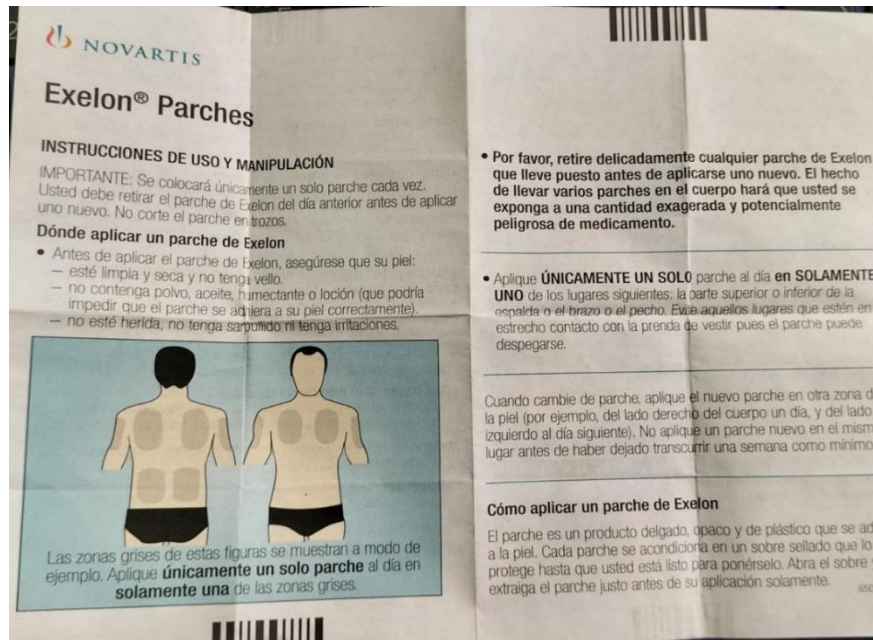 NOVARTIS
Exelon® Parches
INSTRUCCIONES DE USO Y MANIPULACIÓN
IMPORTANTE: Se colocará únicamente un solo parche cada vez.
Usted debe retirar el parche de Exelon del día anterior antes de aplicar
uno nuevo. No corte el parche en trozos.
Dónde aplicar un parche de Exelon
• Antes de aplicar el parche de Exelon, asegúrese que su piel:
– esté limpia y seca y no tenga vello.
– no contenga polvo, aceite, humectante o loción (que podría
impedir que el parche se adhiera a su piel correctamente).
– no esté herida, no tenga sarpullido ni tenga irritaciones.
Las zonas grises de estas figuras se muestran a modo de
ejemplo. Aplique únicamente un solo parche al día en
solamente una de las zonas grises.
• Por favor, retire delicadamente cualquier parche de Exelon
que lleve puesto antes de aplicarse uno nuevo. El hecho
de llevar varios parches en el cuerpo hará que usted se
exponga a una cantidad exagerada y potencialmente
peligrosa de medicamento.
• Aplique ÚNICAMENTE UN SOLO parche al día en SOLAMENTE
UNO de los lugares siguientes: la parte superior o inferior de la
espalda o el brazo o el pecho. Evite aquellos lugares que estén en
estrecho contacto con la prenda de vestir pues el parche puede
despegarse.
Cuando cambie de parche, aplique el nuevo parche en otra zona d
la piel (por ejemplo, del lado derecho del cuerpo un día, y del lado
izquierdo al día siguiente). No aplique un parche nuevo en el mism
lugar antes de haber dejado transcurrir una semana como mínimo
Cómo aplicar un parche de Exelon
El parche es un producto delgado, opaco y de plástico que se ad
a la piel. Cada parche se acondiciona en un sobre sellado que lo
protege hasta que usted está listo para ponérselo. Abra el sobre
extraiga el parche justo antes de su aplicación solamente.